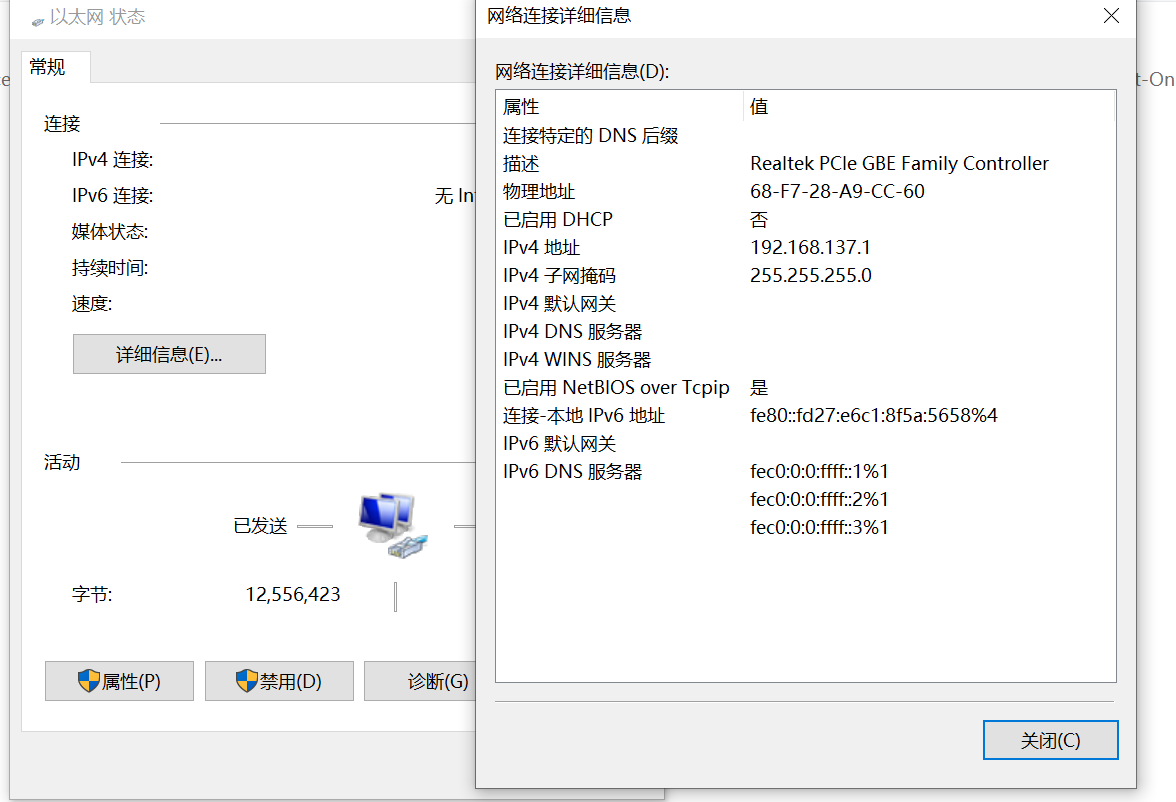 以太网 状态
常规
连接
IPv4 连接:
IPv6 连接:
无 In
媒体状态:
持续时间:
速度:
详细信息(E)...
活动
已发送
字节:
12,556,423
属性(P)
禁用(D)
诊断(G)
网络连接详细信息
网络连接详细信息(D):
属性 值
连接特定的 DNS 后缀
描述 Realtek PCIe GBE Family Controller
物理地址 68-F7-28-A9-CC-60
已启用 DHCP 否
IPv4 地址 192.168.137.1
IPv4 子网掩码 255.255.255.0
IPv4 默认网关
IPv4 DNS 服务器
IPv4 WINS 服务器
已启用 NetBIOS over Tcpip 是
连接-本地 IPv6 地址 fe80::fd27:e6c1:8f5a:5658%4
IPv6 默认网关
IPv6 DNS 服务器 fec0:0:0:ffff::1%1
fec0:0:0:ffff::2%1
fec0:0:0:ffff::3%1
关闭(C)
t-On